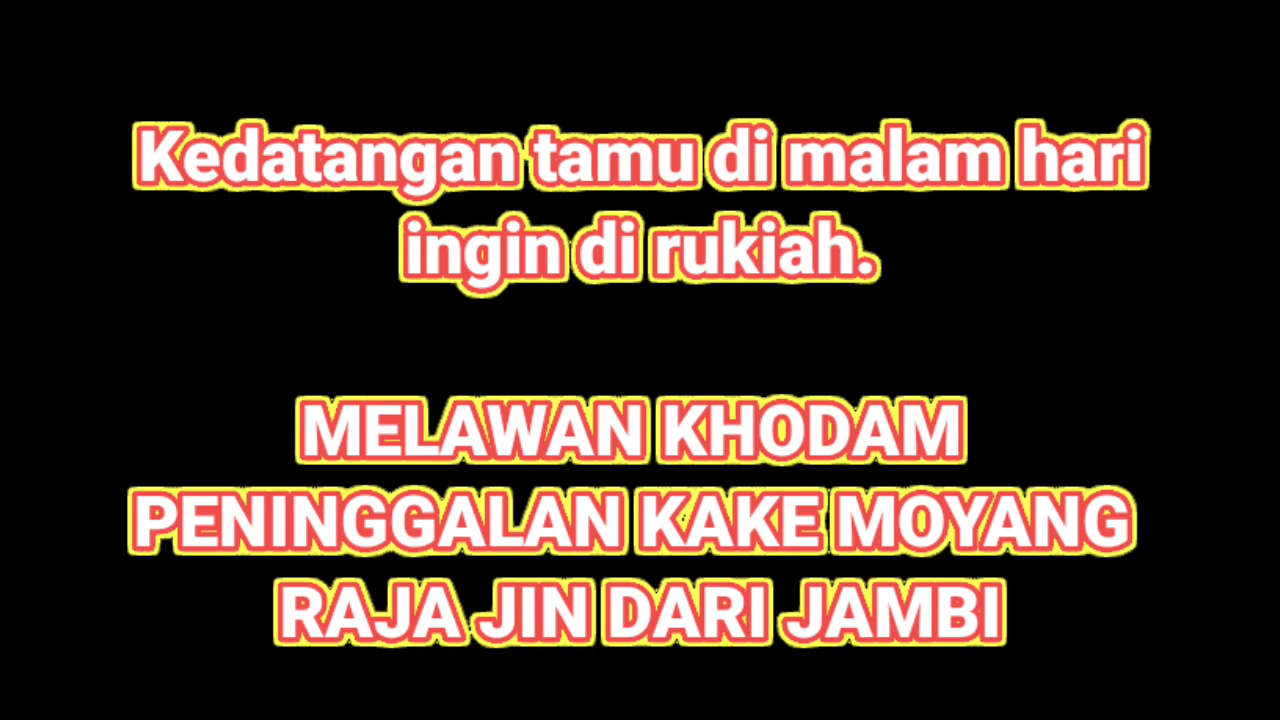 Kedatangan tamu di malam hari
ingin di rukiah.
MELAWAN KHODAM
PENINGGALAN KAKE MOYANG
RAJA JIN DARI JAMBI